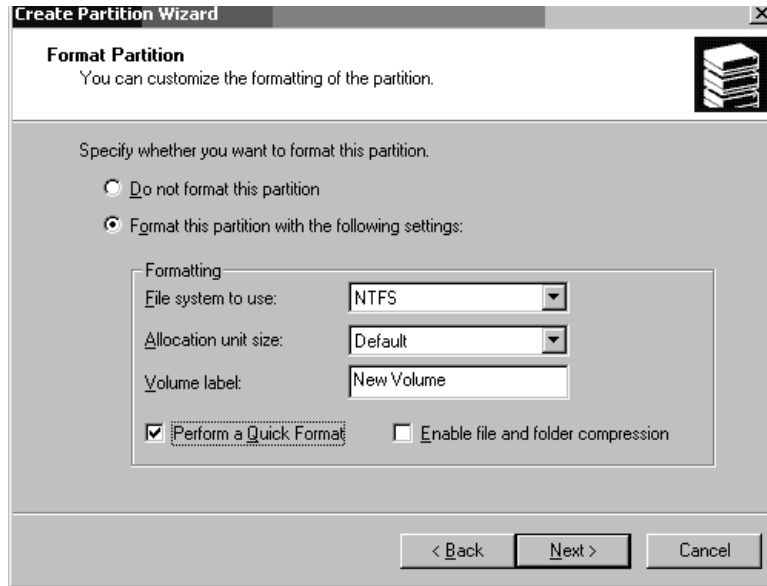 Create Partition Wizard
Format Partition
You can customize the formatting of the partition.
Specify whether you want to format this partition.
Do not format this partition
Format this partition with the following settings:
Formatting
File system to use: NTFS
Allocation unit size: Default
Volume label: New Volume
Perform a Quick Format Enable file and folder compression
< Back Next > Cancel